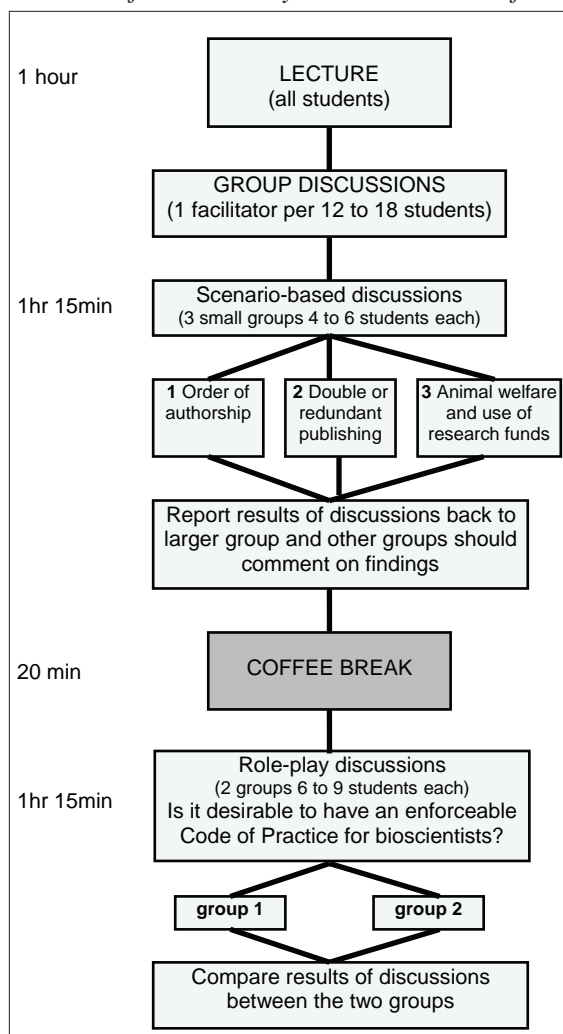 1 hour
LECTURE
(all students)
GROUP DISCUSSIONS
(1 facilitator per 12 to 18 students)
1hr 15min
Scenario-based discussions
(3 small groups 4 to 6 students each)
1 Order of
authorship
2 Double or
redundant
publishing
3 Animal welfare
and use of
research funds
Report results of discussions back to
larger group and other groups should
comment on findings
20 min
COFFEE BREAK
1hr 15min
Role-play discussions
(2 groups 6 to 9 students each)
Is it desirable to have an enforceable
Code of Practice for bioscientists?
group 1
group 2
Compare results of discussions
between the two groups